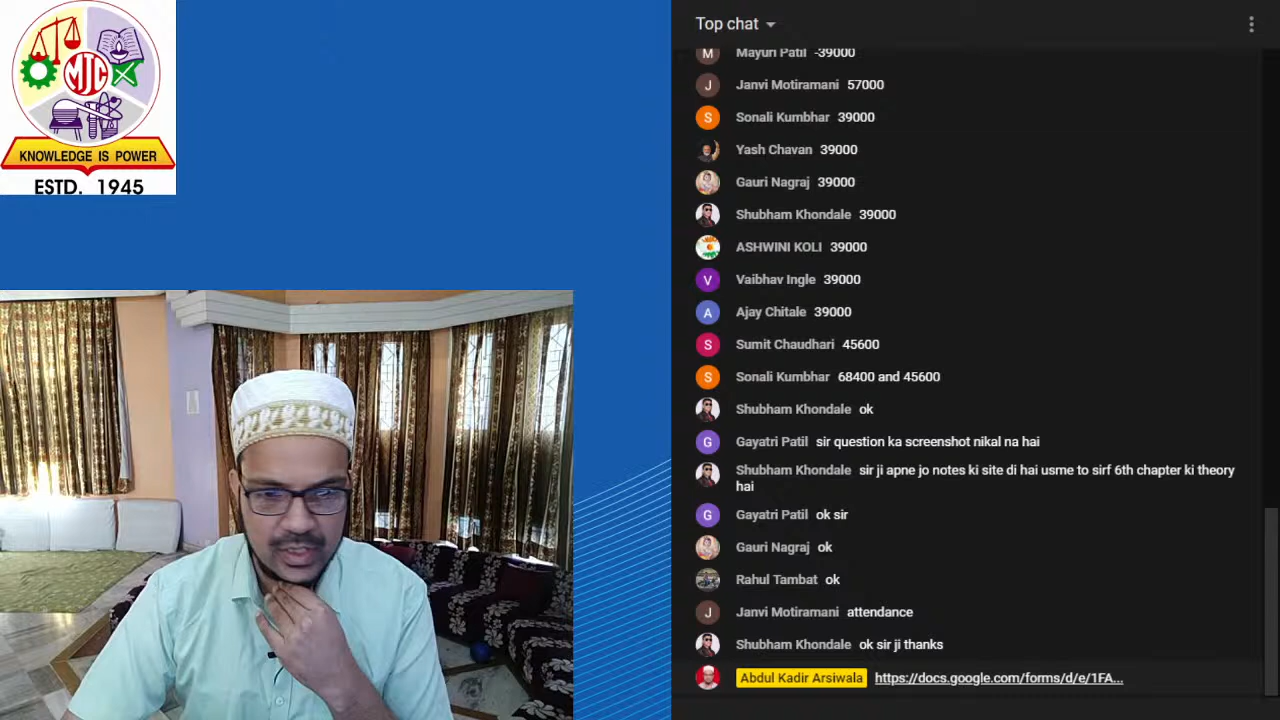 MJC
KNOWLEDGE IS POWER
ESTD. 1945
Top chat
M Mayuri Patil -39000
J Janvi Motiramani 57000
S Sonali Kumbhar 39000
Yash Chavan 39000
Gauri Nagraj 39000
Shubham Khondale 39000
ASHWINI KOLI 39000
V Vaibhav Ingle 39000
A Ajay Chitale 39000
S Sumit Chaudhari 45600
S Sonali Kumbhar 68400 and 45600
Shubham Khondale ok
G Gayatri Patil sir question ka screenshot nikal na hai
Shubham Khondale sir ji apne jo notes ki site di hai usme to sirf 6th chapter ki theory
hai
G Gayatri Patil ok sir
Gauri Nagraj ok
Rahul Tambat ok
J Janvi Motiramani attendance
Shubham Khondale ok sir ji thanks
Abdul Kadir Arsiwala https://docs.google.com/forms/d/e/1FA...